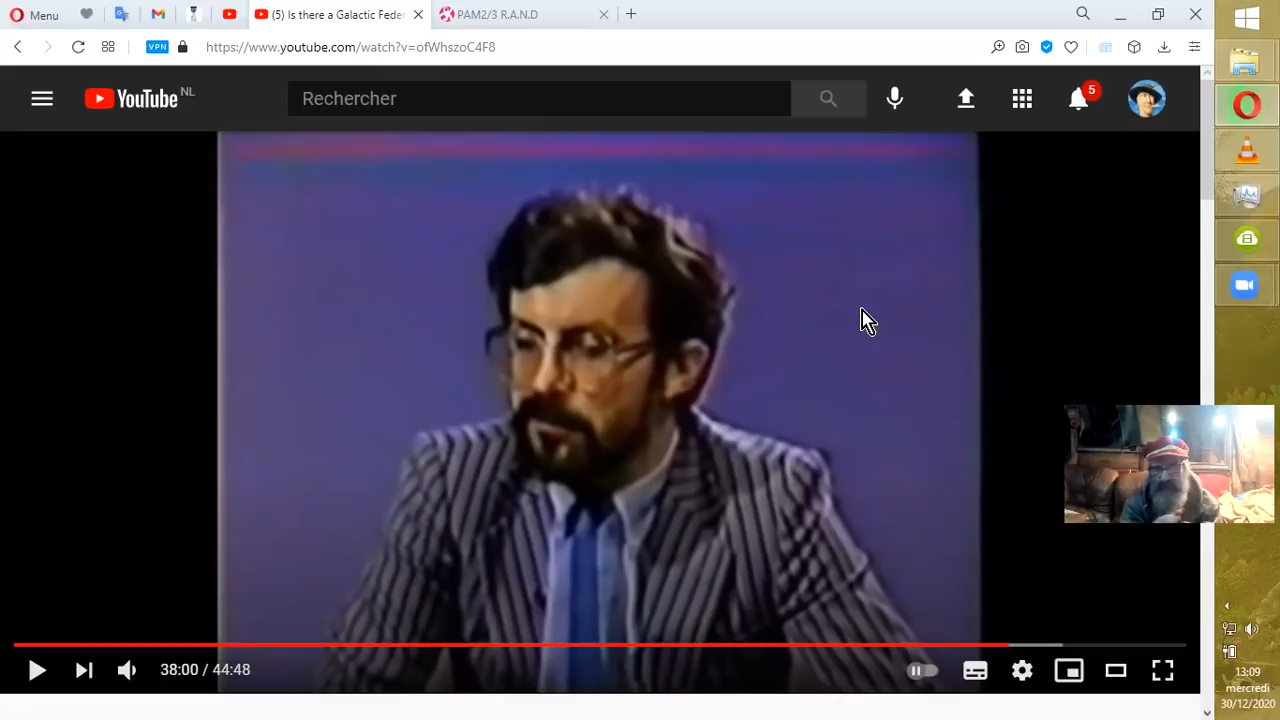 Menu
(5) Is there a Galactic Feder
PAM2/3 R.A.N.D
VPN
https://www.youtube.com/watch?v=ofWhszoC4F8
YouTube NL
Rechercher
5
38:00 / 44:48
13:09
mercredi
30/12/2020